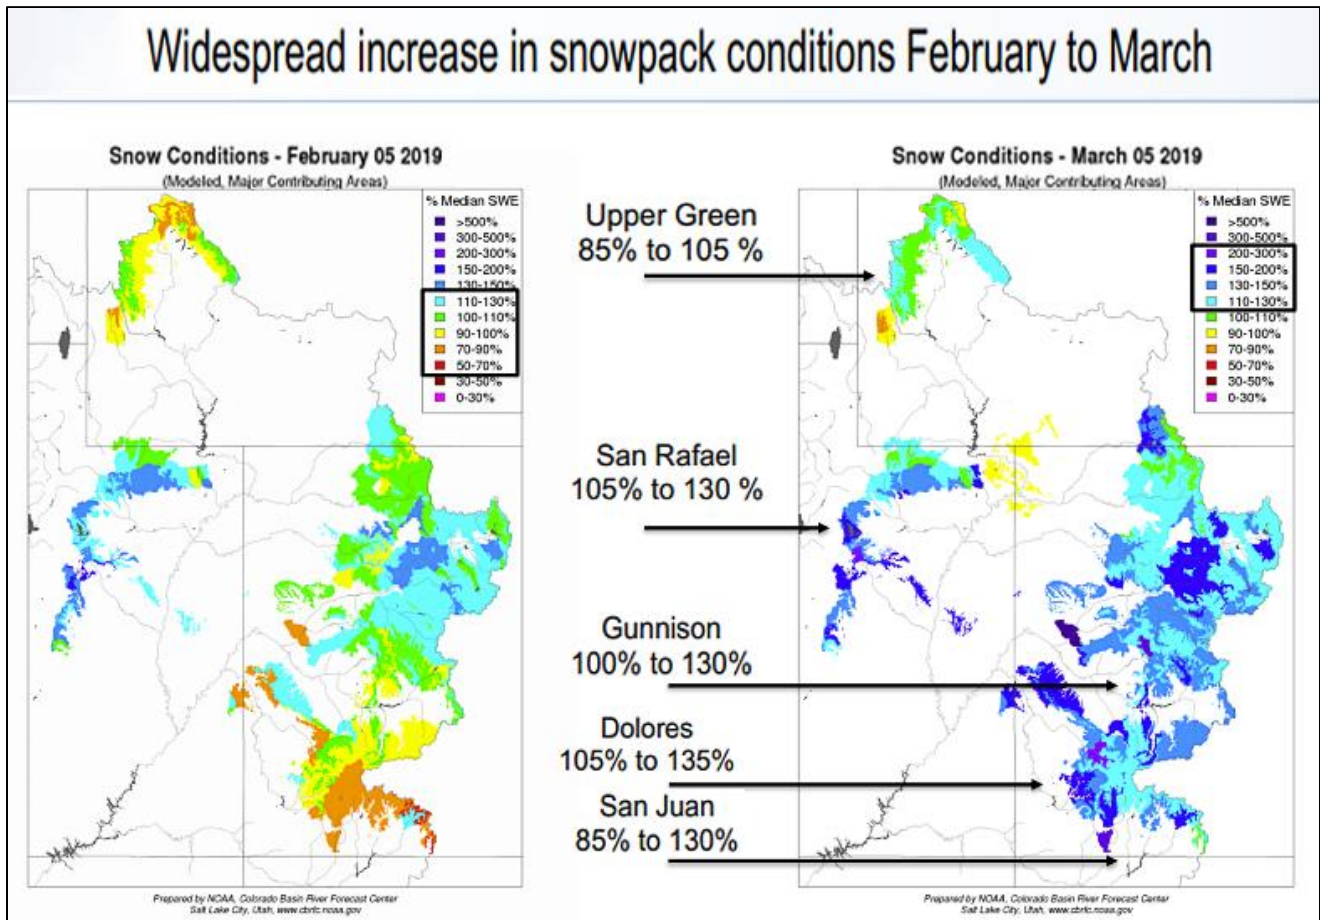 Widespread increase in snowpack conditions February to March
Snow Conditions - February 05 2019
(Modeled, Major Contributing Areas)
% Median SWE
>500%
300-500%
200-300%
150-200%
130-150%
110-130%
100-110%
90-100%
70-90%
50-70%
30-50%
0-30%
Prepared by NOAA, Colorado Basin River Forecast Center
Salt Lake City, Utah, www.cbrfc.noaa.gov
Upper Green
85% to 105 %
San Rafael
105% to 130 %
Gunnison
100% to 130%
Dolores
105% to 135%
San Juan
85% to 130%
Snow Conditions - March 05 2019
(Modeled, Major Contributing Areas)
% Median SWE
>500%
300-500%
200-300%
150-200%
130-150%
110-130%
100-110%
90-100%
70-90%
50-70%
30-50%
0-30%
Prepared by NOAA, Colorado Basin River Forecast Center
Salt Lake City, Utah, www.cbrfc.noaa.gov